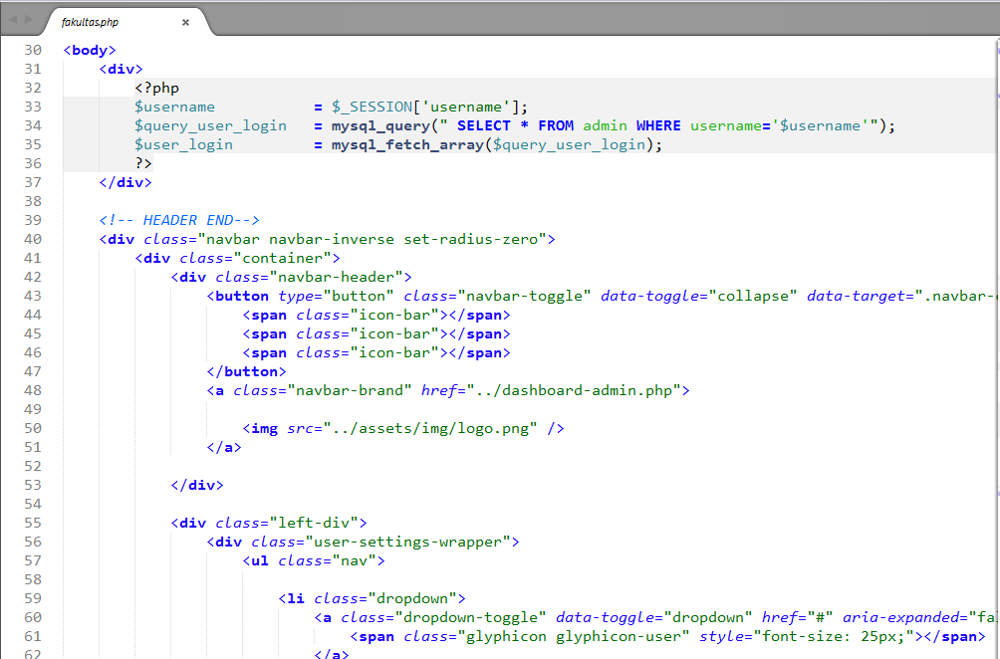 fakultas.php ×
30 <body>
31 <div>
32 <?php
33 $username = $_SESSION['username'];
34 $query_user_login = mysql_query(" SELECT * FROM admin WHERE username='$username'");
35 $user_login = mysql_fetch_array($query_user_login);
36 ?>
37 </div>
38
39 <!-- HEADER END-->
40 <div class="navbar navbar-inverse set-radius-zero">
41 <div class="container">
42 <div class="navbar-header">
43 <button type="button" class="navbar-toggle" data-toggle="collapse" data-target=".navbar-
44 <span class="icon-bar"></span>
45 <span class="icon-bar"></span>
46 <span class="icon-bar"></span>
47 </button>
48 <a class="navbar-brand" href="../dashboard-admin.php">
49
50 <img src="../assets/img/logo.png" />
51 </a>
52
53 </div>
54
55 <div class="left-div">
56 <div class="user-settings-wrapper">
57 <ul class="nav">
58
59 <li class="dropdown">
60 <a class="dropdown-toggle" data-toggle="dropdown" href="#" aria-expanded="fa
61 <span class="glyphicon glyphicon-user" style="font-size: 25px;"></span>
62 </a>